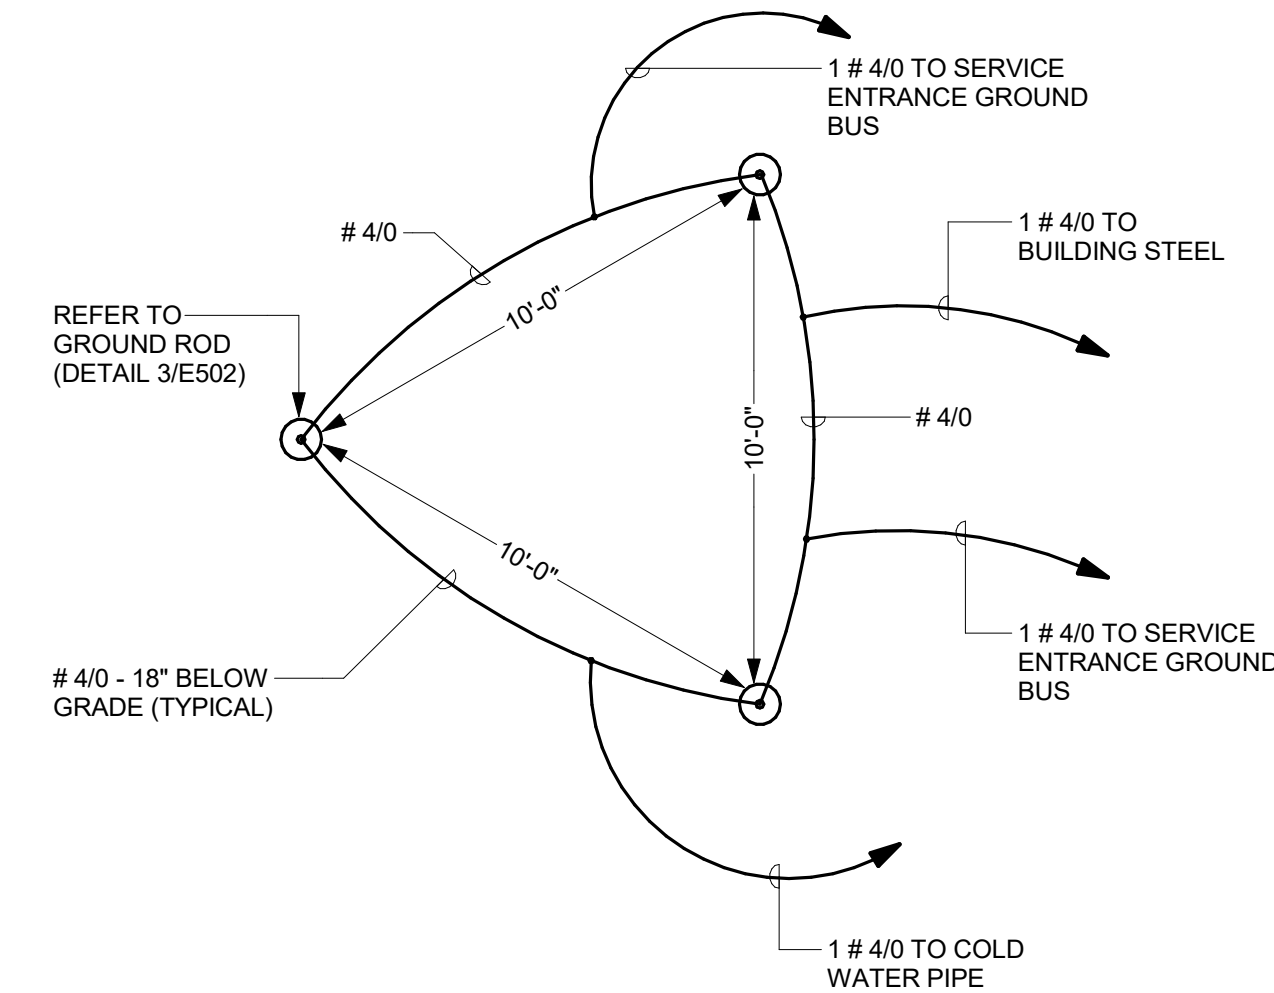 1 # 4/0 TO SERVICE
ENTRANCE GROUND
BUS
# 4/0
1 # 4/0 TO
BUILDING STEEL
REFER TO
GROUND ROD
(DETAIL 3/E502)
10'-0"
10'-0"
# 4/0
10'-0"
1 # 4/0 TO SERVICE
ENTRANCE GROUND
BUS
# 4/0 - 18" BELOW
GRADE (TYPICAL)
1 # 4/0 TO COLD
WATER PIPE